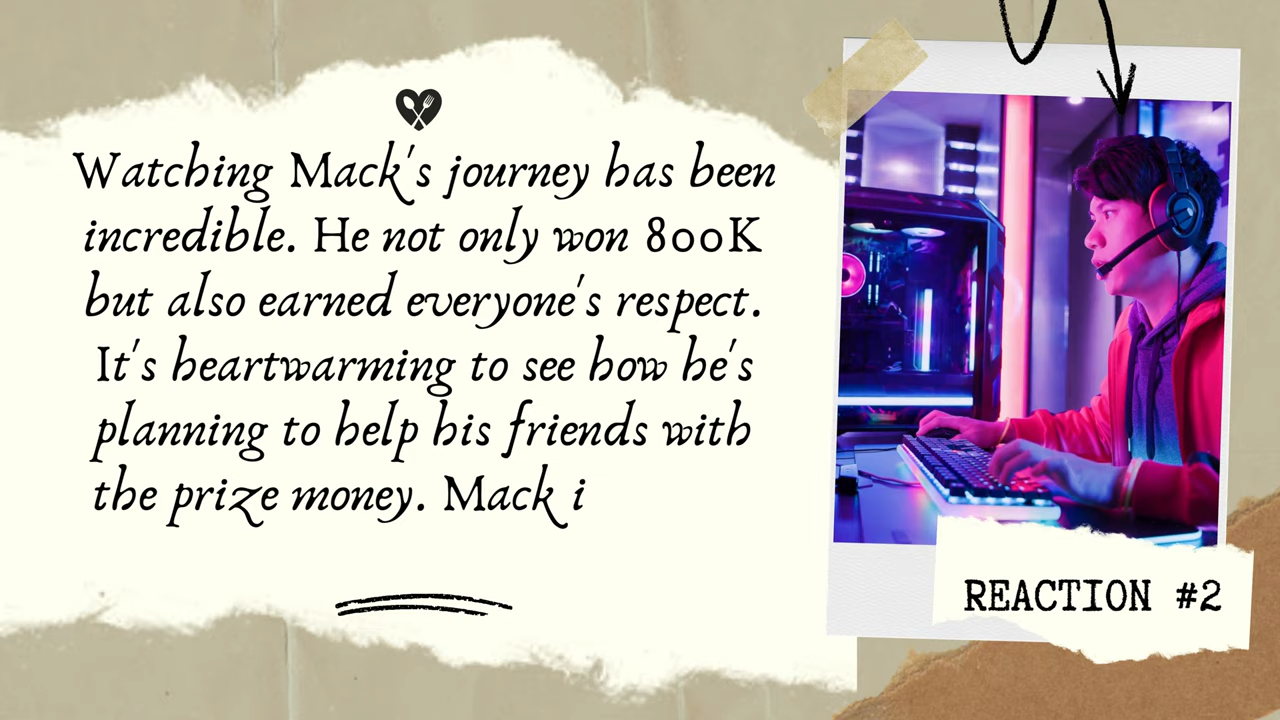 Watching Mack's journey has been
incredible. He not only won 800K
but also earned everyone's respect.
It's heartwarming to see how he's
planning to help his friends with
the prize money. Mack i
REACTION #2